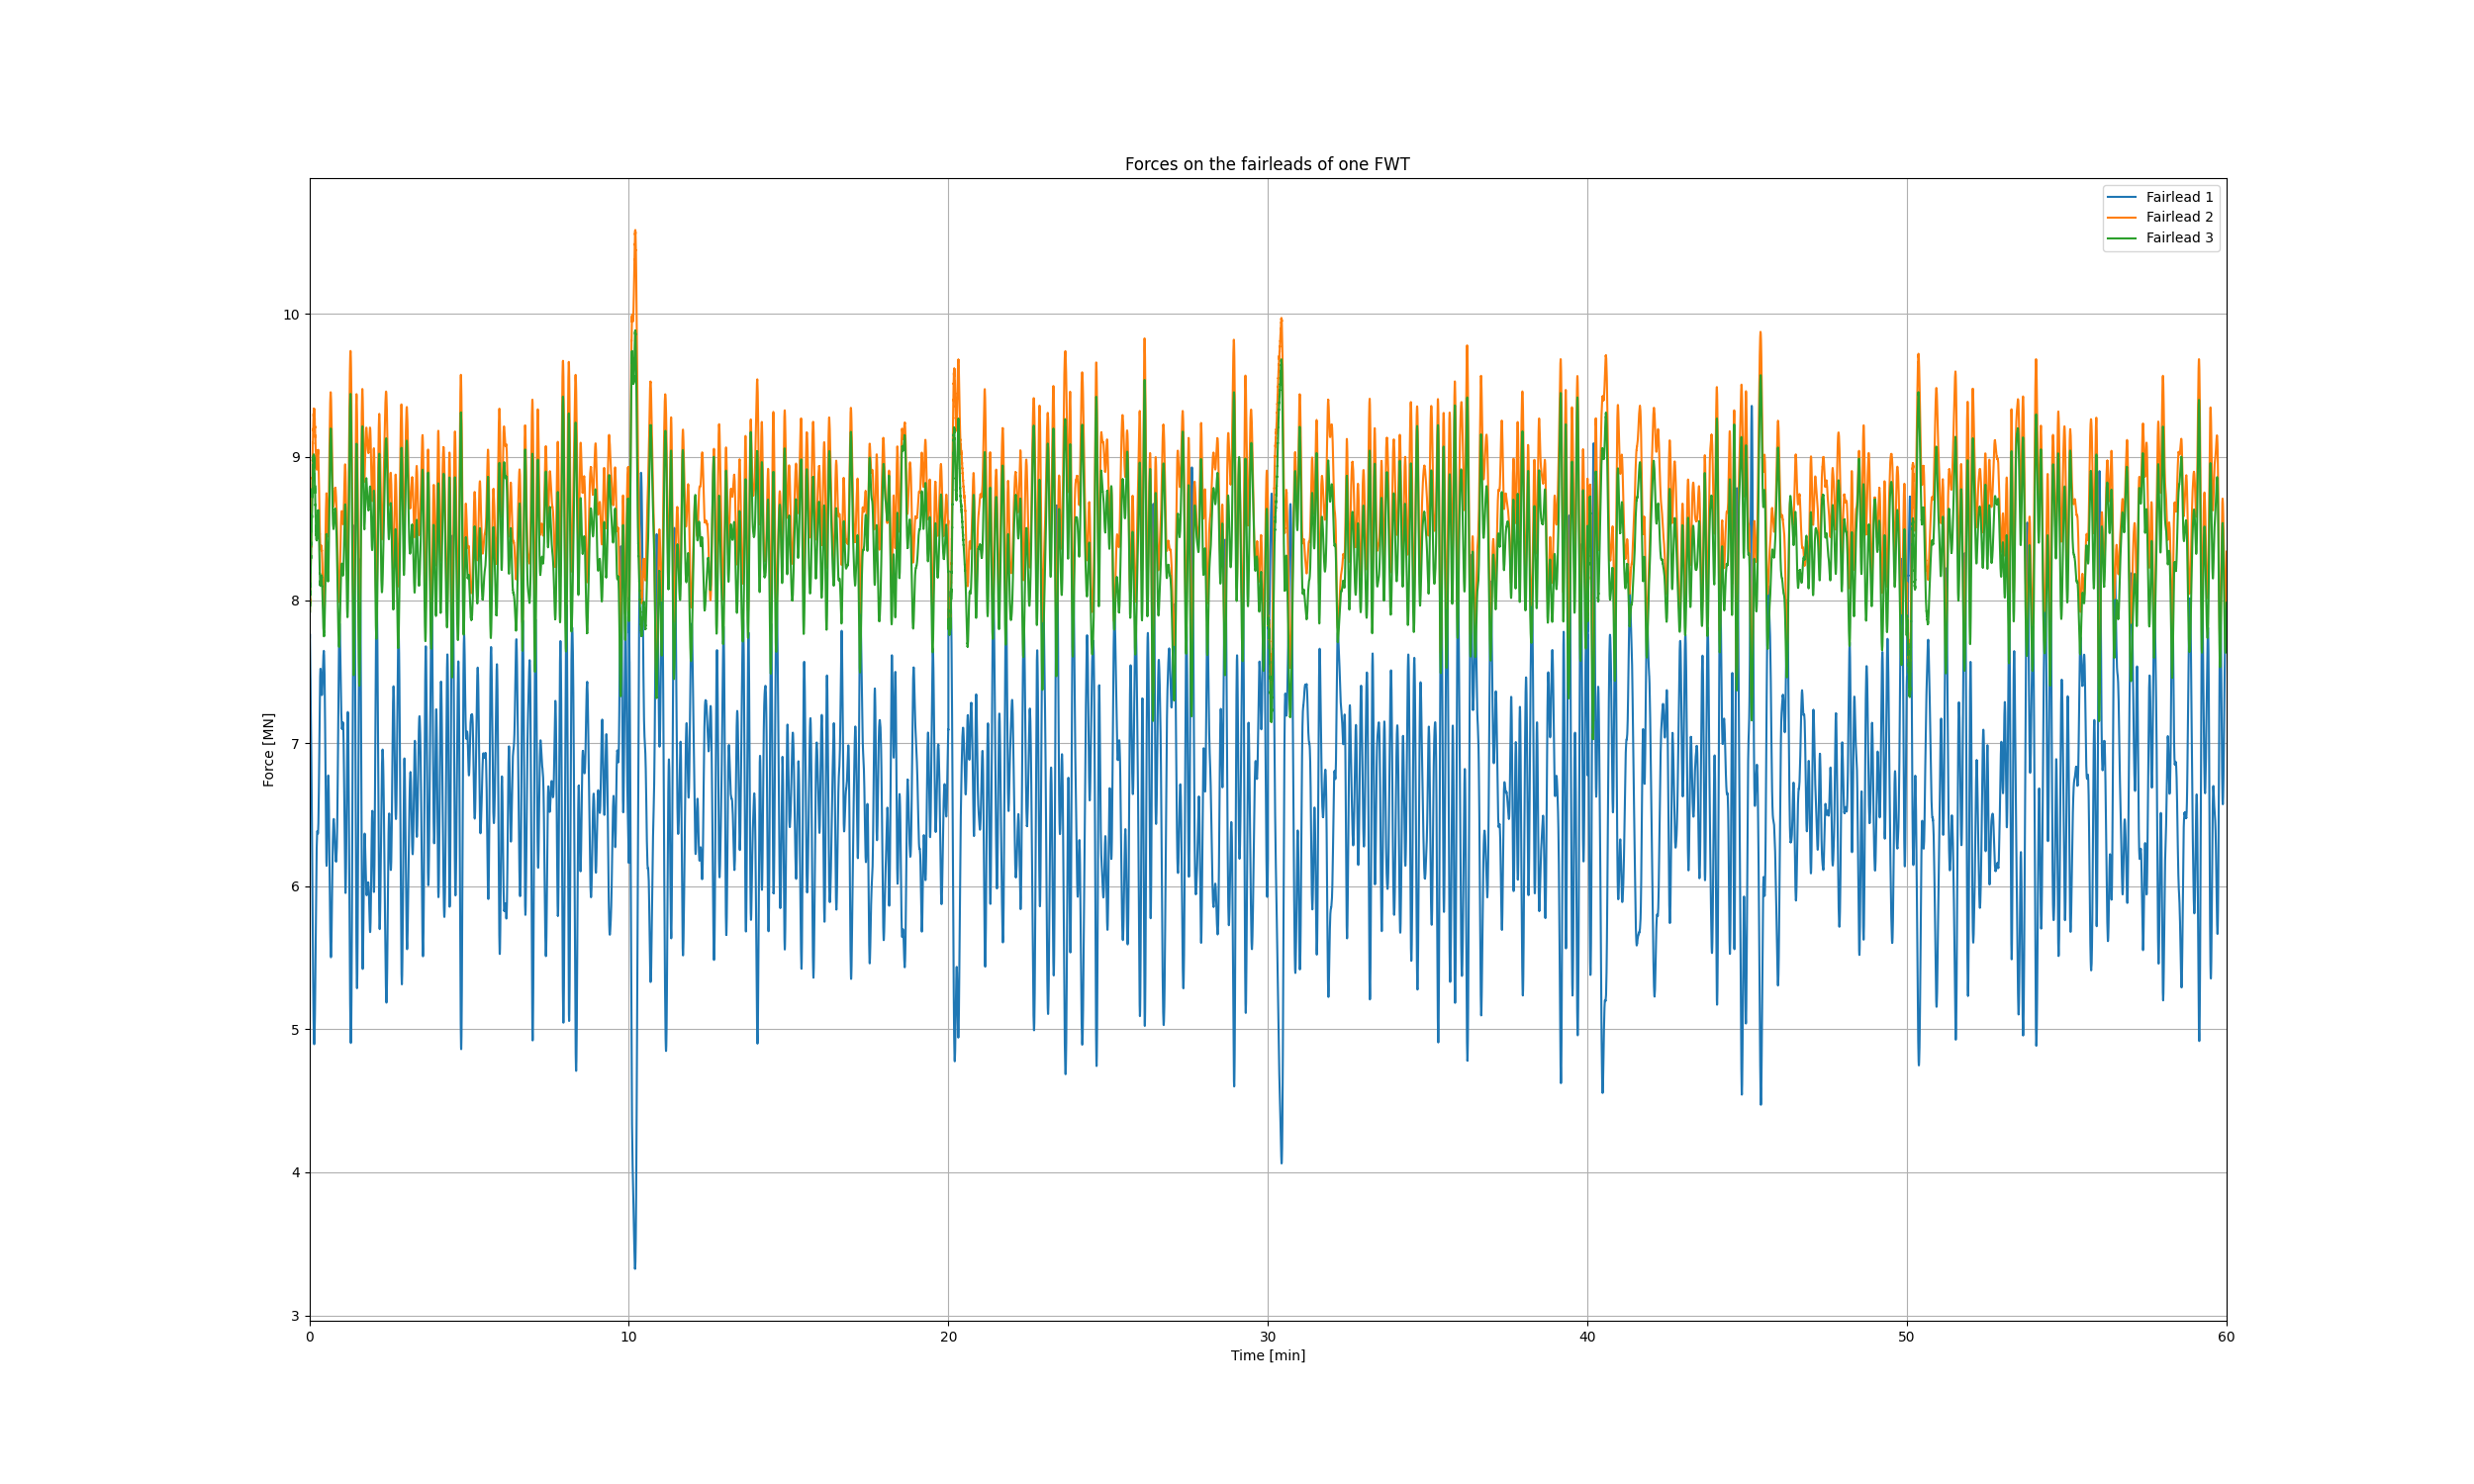 Forces on the fairleads of one FWT
Fairlead 1
Fairlead 2
Fairlead 3
Force [MN]
10
9
8
7
6
5
4
3
0 10 20 30 40 50 60
Time [min]